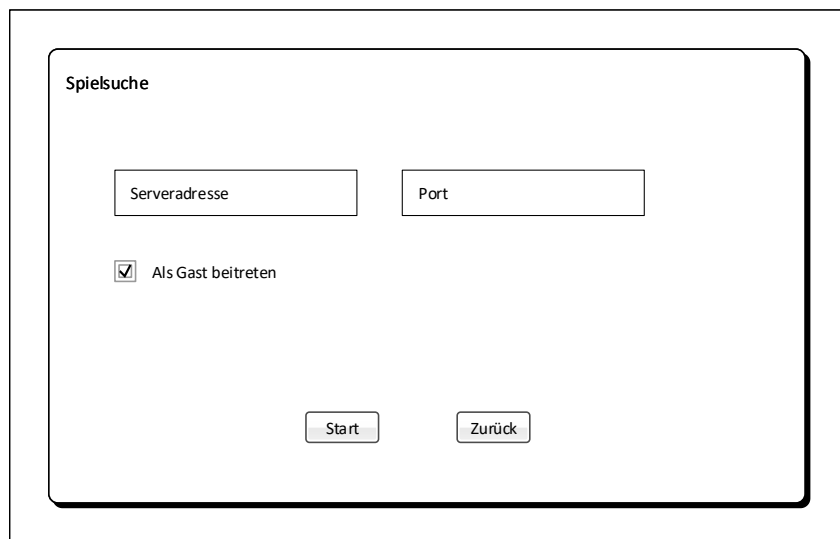 Spielsuche
Serveradresse Port
Als Gast beitreten
Start Zurück